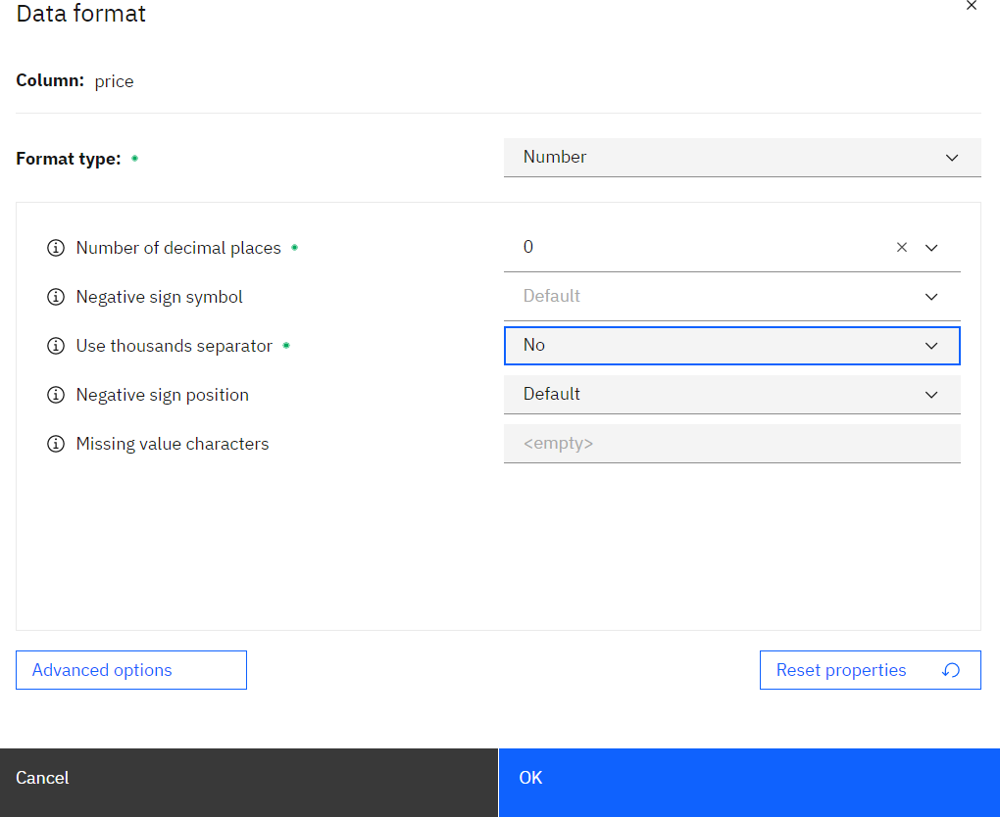 Data format
Column: price
Format type: Number
Number of decimal places 0
Negative sign symbol Default
Use thousands separator No
Negative sign position Default
Missing value characters <empty>
Advanced options Reset properties
Cancel OK